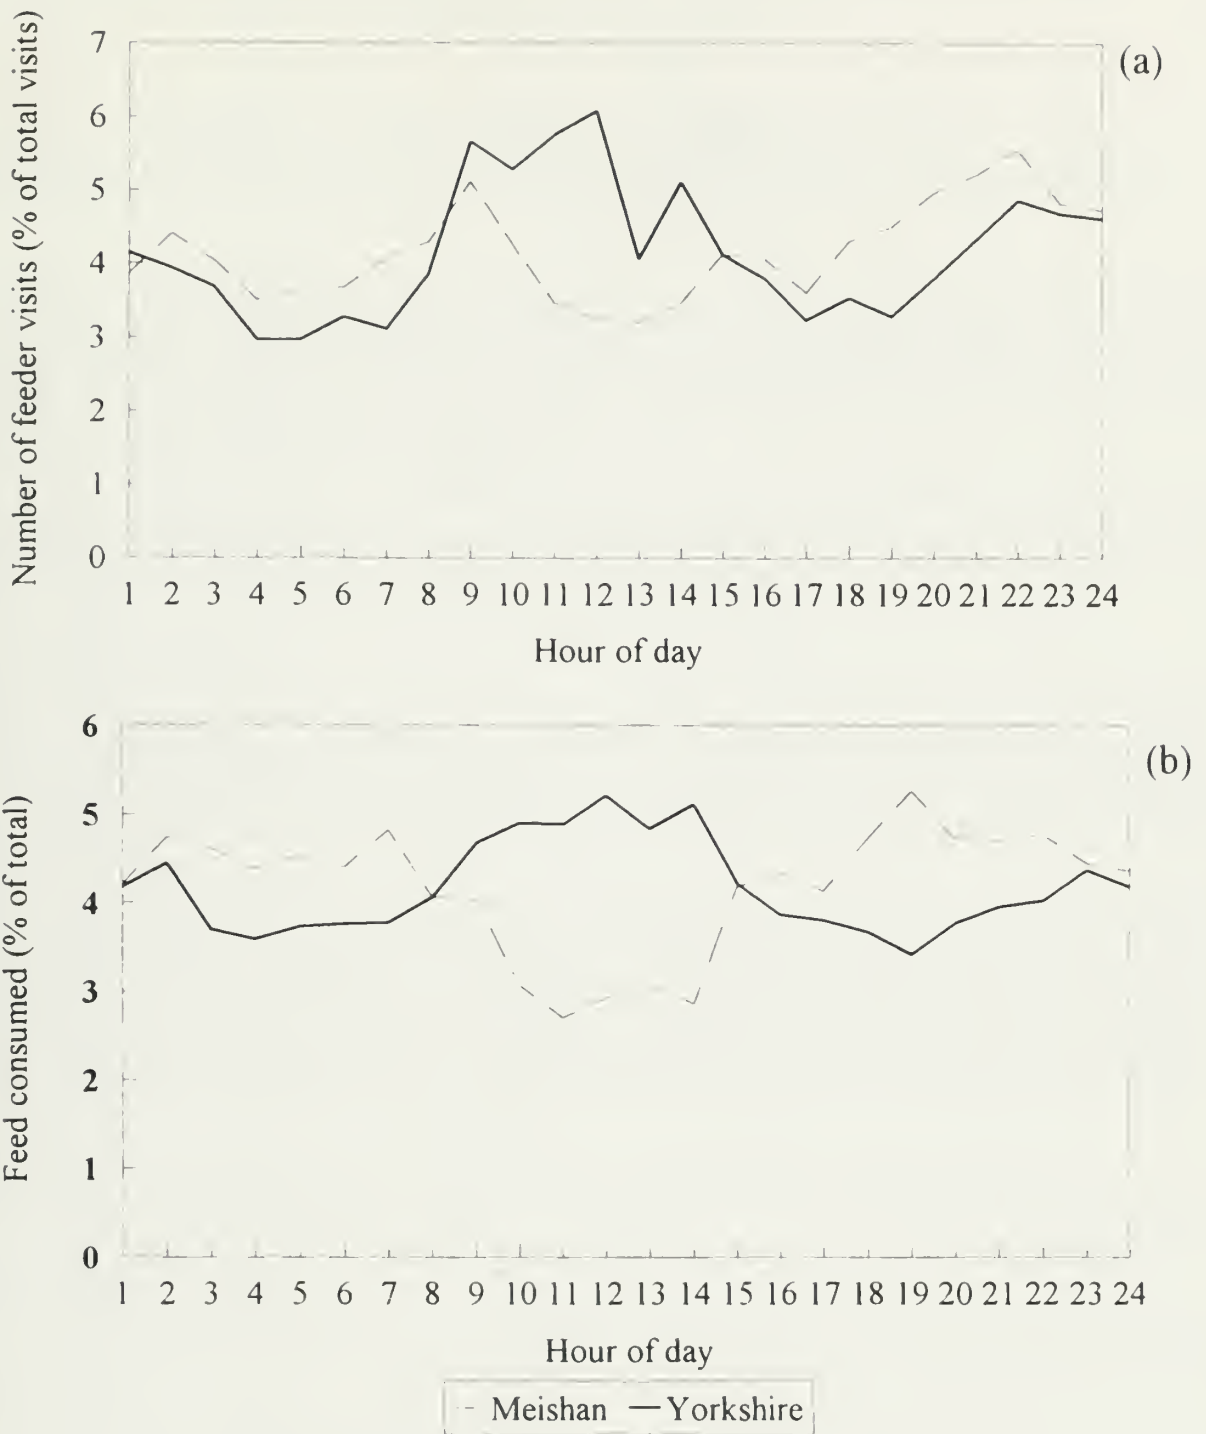 Number of feeder visits (% of total visits)
7
6
5
4
3
2
1
0
(a)
1 2 3 4 5 6 7 8 9 10 11 12 13 14 15 16 17 18 19 20 21 22 23 24
Hour of day
Feed consumed (% of total)
6
5
4
3
2
1
0
(b)
1 2 3 4 5 6 7 8 9 10 11 12 13 14 15 16 17 18 19 20 21 22 23 24
Hour of day
Meishan Yorkshire